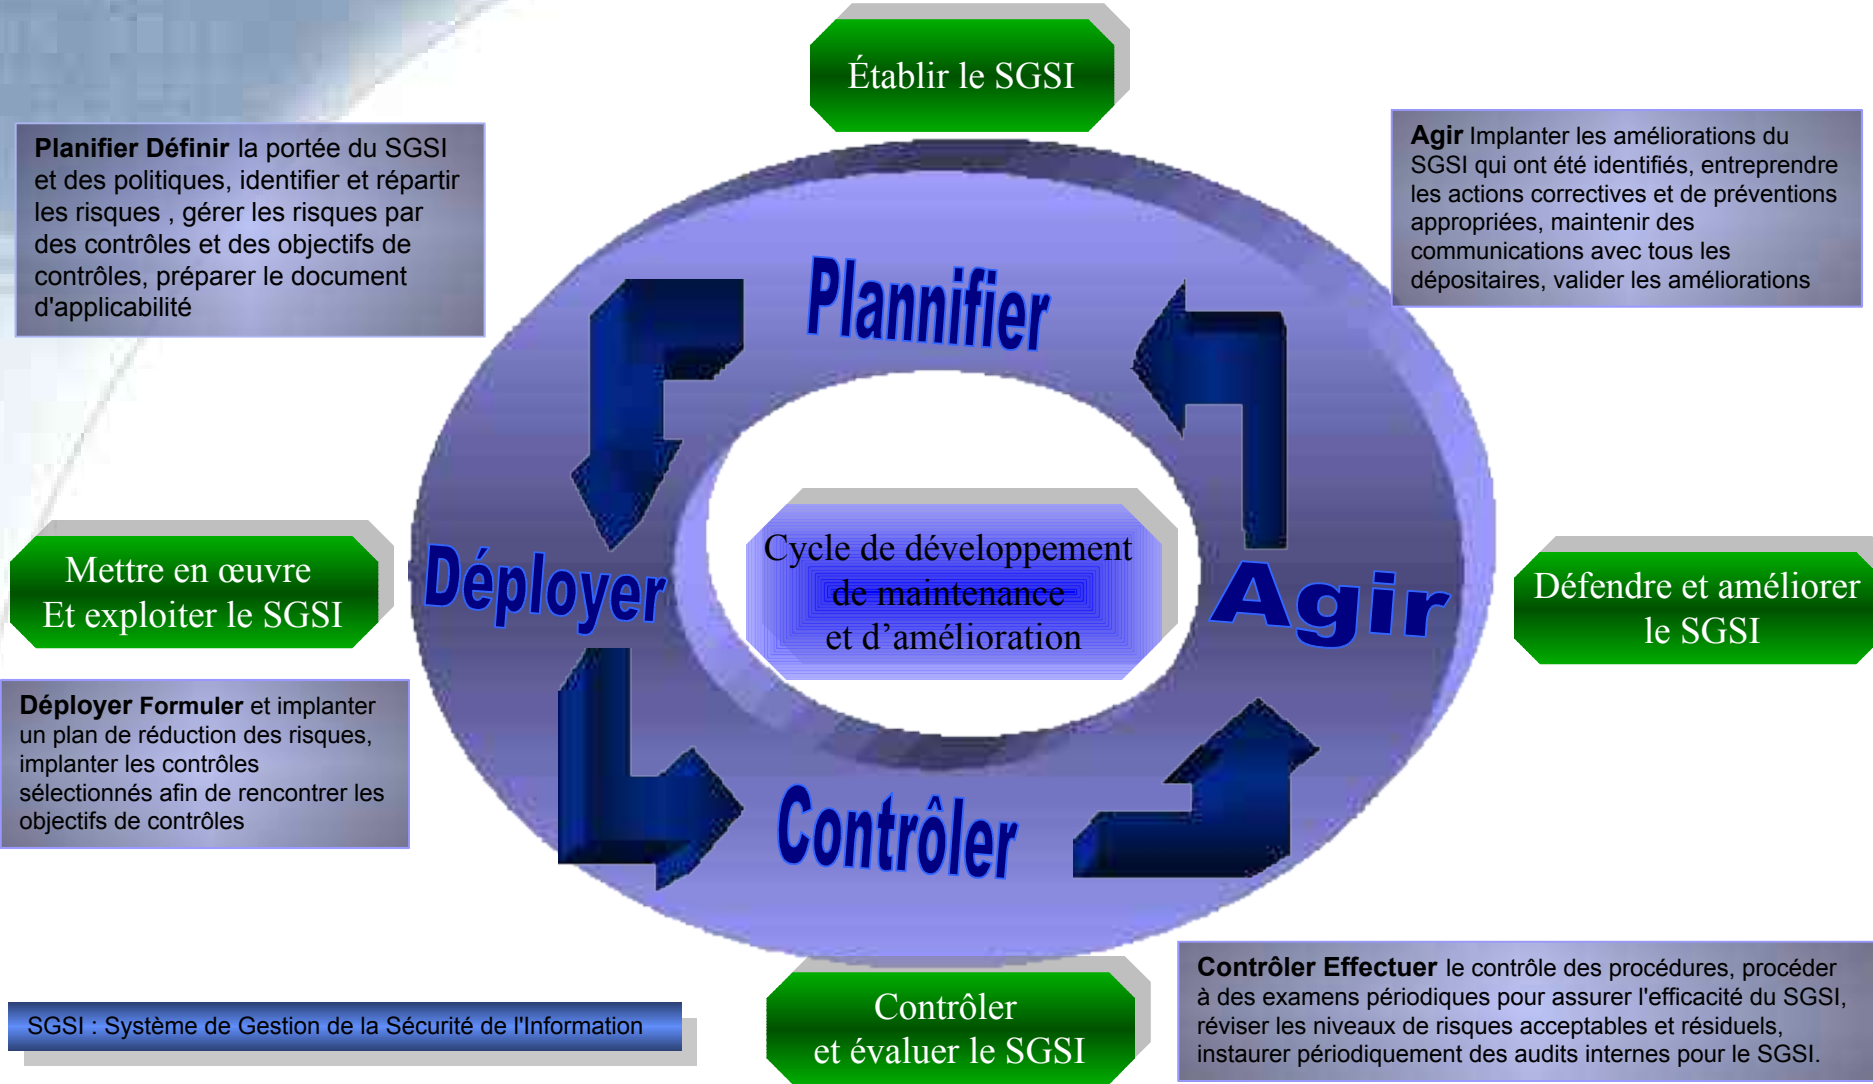 Établir le SGSI
Planifier Définir la portée du SGSI
et des politiques, identifier et répartir
les risques , gérer les risques par
des contrôles et des objectifs de
contrôles, préparer le document
d'applicabilité
Agir Implanter les améliorations du
SGSI qui ont été identifiés, entreprendre
les actions correctives et de préventions
appropriées, maintenir des
communications avec tous les
dépositaires, valider les améliorations
Plannifier
Mettre en œuvre
Et exploiter le SGSI
Déployer
Cycle de développement
de maintenance
et d’amélioration
Agir
Défendre et améliorer
le SGSI
Déployer Formuler et implanter
un plan de réduction des risques,
implanter les contrôles
sélectionnés afin de rencontrer les
objectifs de contrôles
Contrôler
Contrôler
et évaluer le SGSI
Contrôler Effectuer le contrôle des procédures, procéder
à des examens périodiques pour assurer l'efficacité du SGSI,
réviser les niveaux de risques acceptables et résiduels,
instaurer périodiquement des audits internes pour le SGSI.
SGSI : Système de Gestion de la Sécurité de l'Information